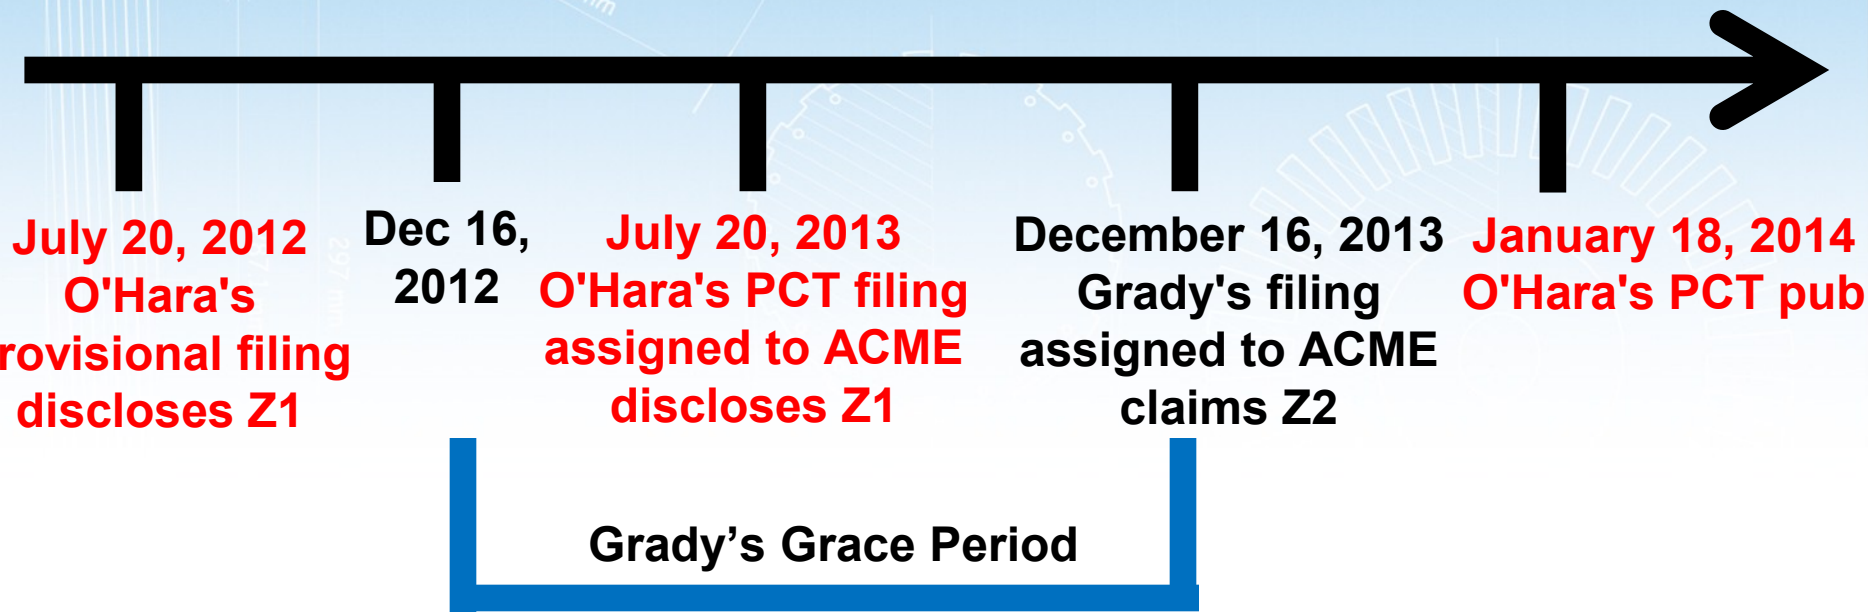 July 20, 2012
O'Hara's
rovisional filing
discloses Z1
Dec 16,
2012
July 20, 2013
O'Hara's PCT filing
assigned to ACME
discloses Z1
December 16, 2013
Grady's filing
assigned to ACME
claims Z2
January 18, 2014
O'Hara's PCT pub
Grady’s Grace Period
297 mm